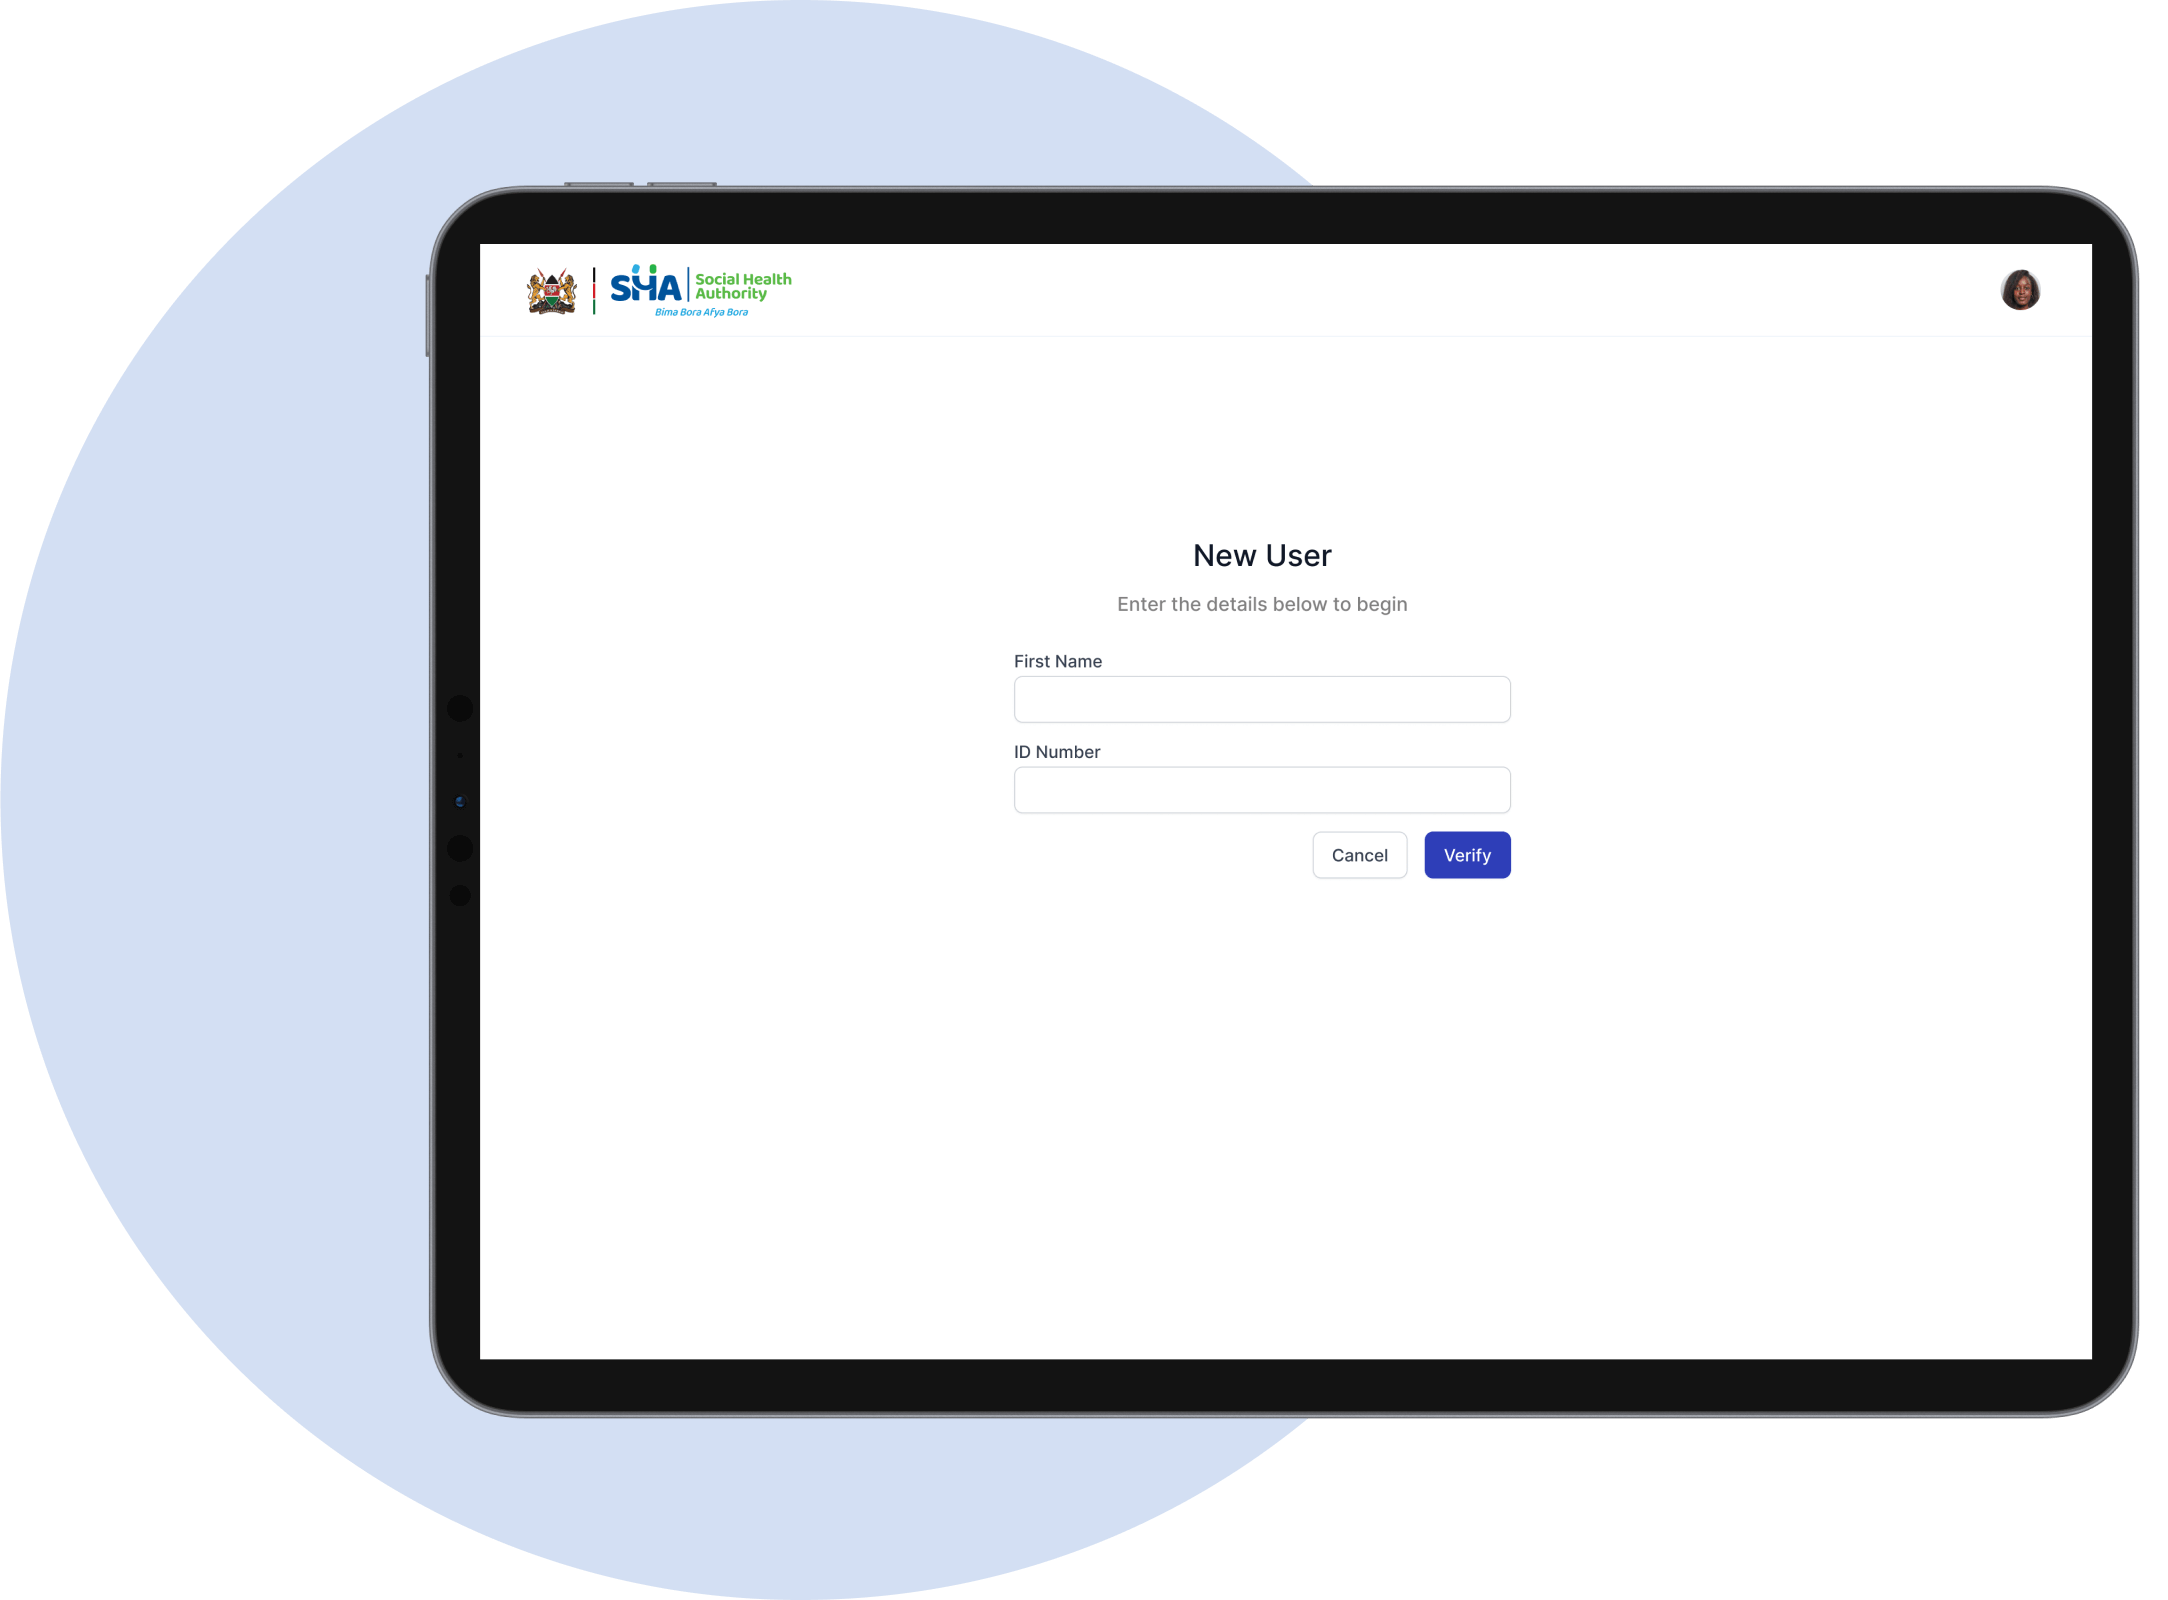 SHA
Social Health
Authority
Bima Bora Afya Bora
New User
Enter the details below to begin
First Name
ID Number
Cancel
Verify